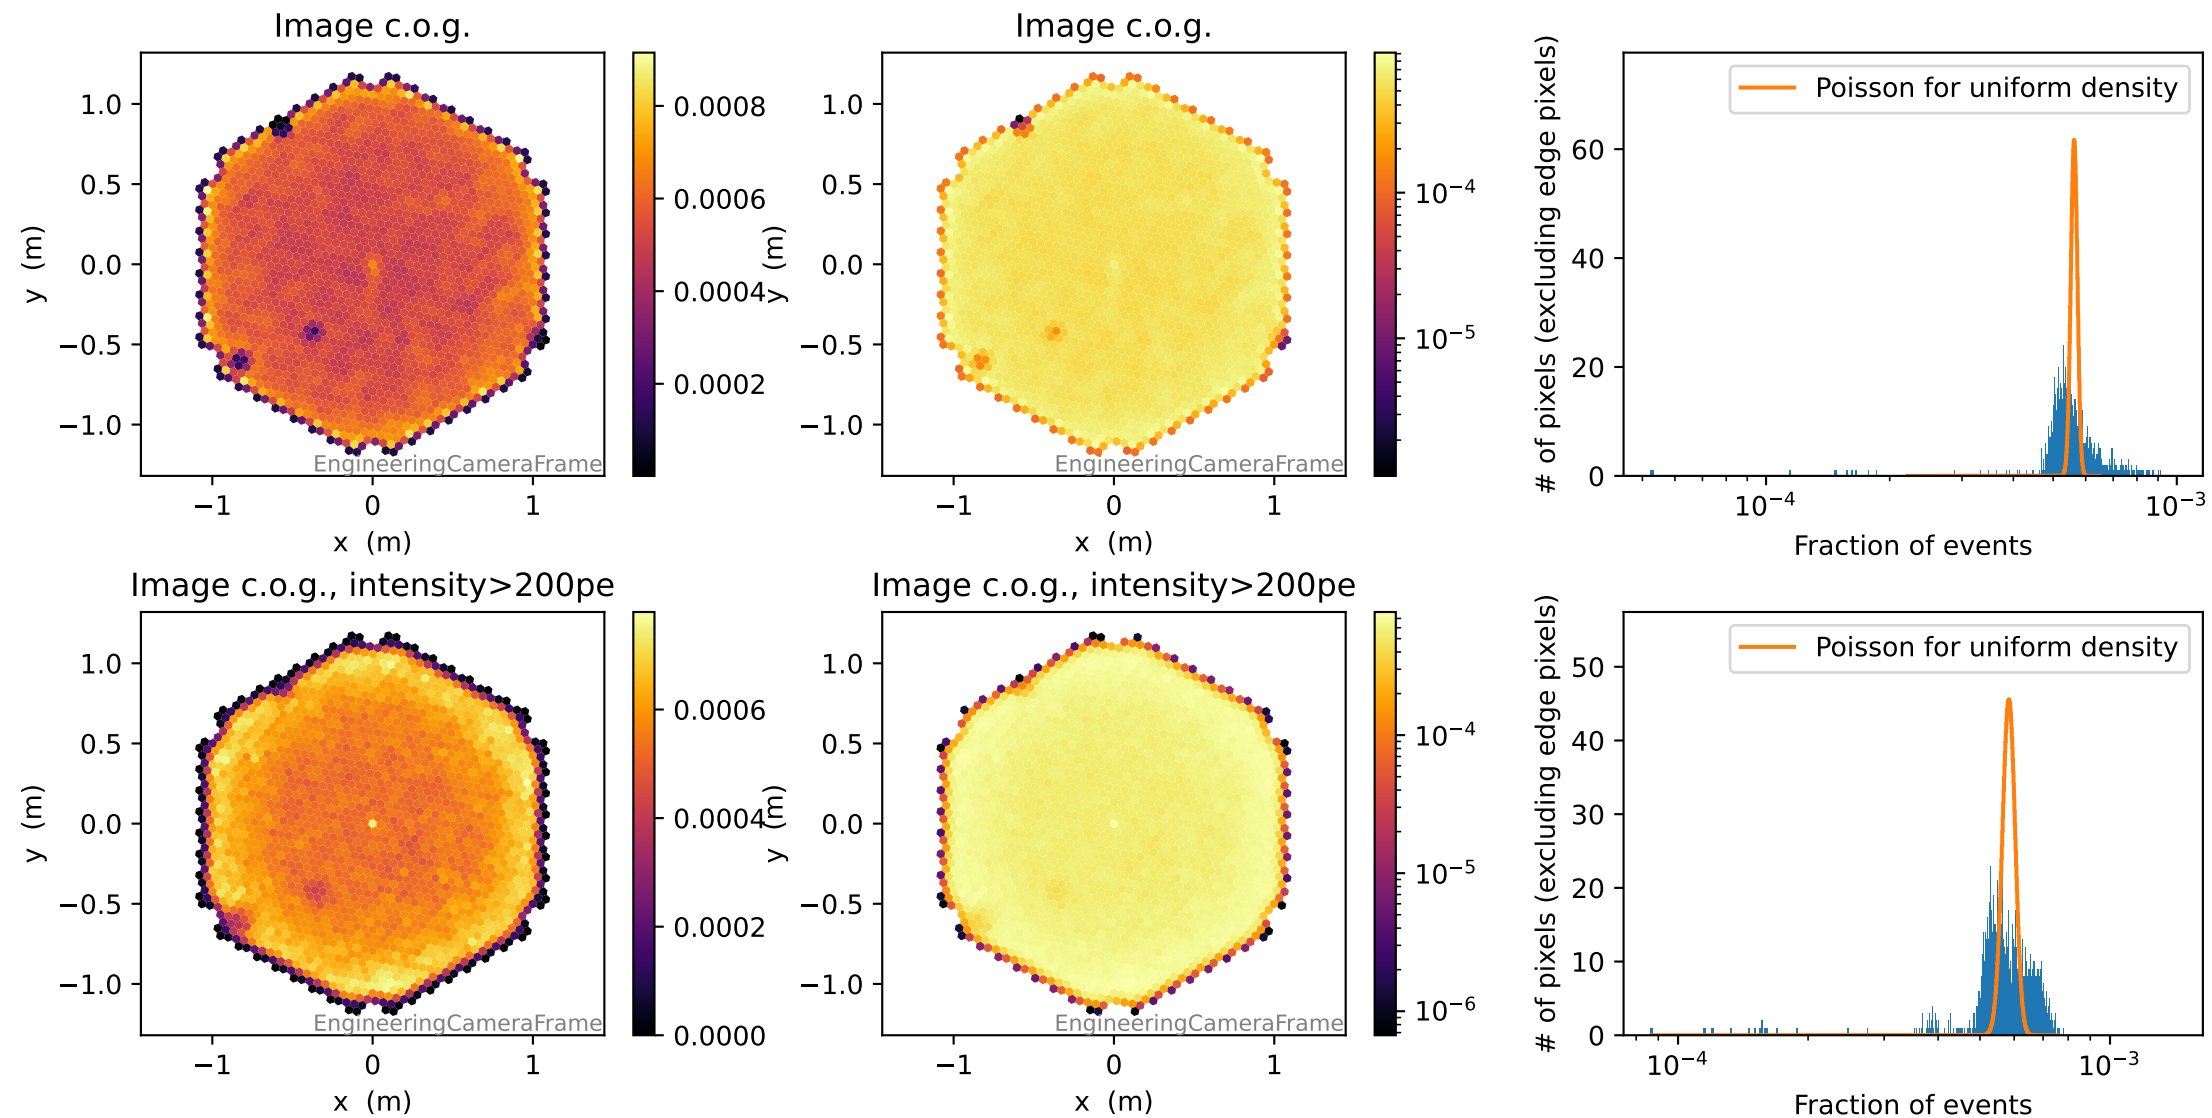 Image c.o.g.
1.0
0.5
0.0
−0.5
−1.0
y (m)
−1
0
1
x (m)
EngineeringCameraFrame
0.0008
0.0006
0.0004
0.0002
Image c.o.g.
1.0
0.5
0.0
−0.5
−1.0
y (m)
−1
0
1
x (m)
EngineeringCameraFrame
10⁻⁴
10⁻⁵
Poisson for uniform density
# of pixels (excluding edge pixels)
60
40
20
0
10⁻⁴
10⁻³
Fraction of events
Image c.o.g., intensity>200pe
1.0
0.5
0.0
−0.5
−1.0
y (m)
−1
0
1
x (m)
EngineeringCameraFrame
0.0006
0.0004
0.0002
0.0000
Image c.o.g., intensity>200pe
1.0
0.5
0.0
−0.5
−1.0
y (m)
−1
0
1
x (m)
EngineeringCameraFrame
10⁻⁴
10⁻⁵
10⁻⁶
Poisson for uniform density
# of pixels (excluding edge pixels)
50
40
30
20
10
0
10⁻⁴
10⁻³
Fraction of events